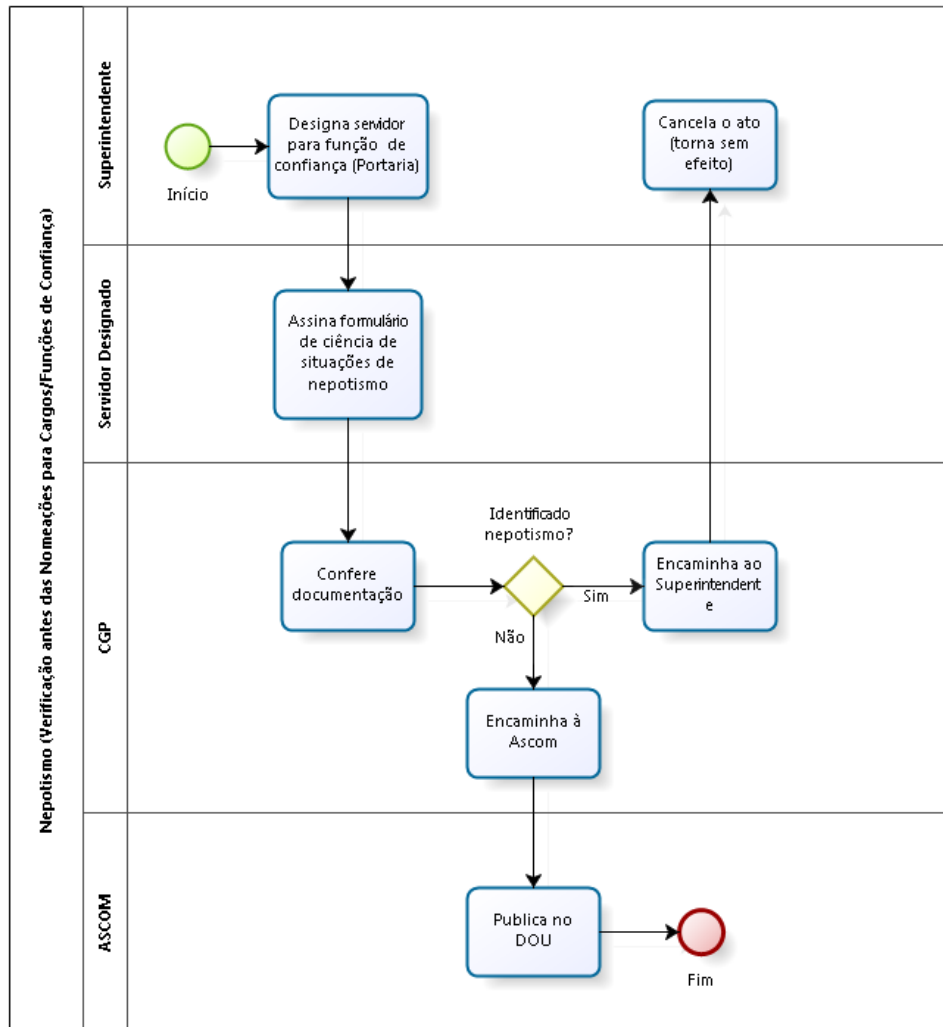 Nepotismo (Verificação antes das Nomeações para Cargos/Funções de Confiança)
Superintendente
Início
Designa servidor
para função de
confiança (Portaria)
Cancela o ato
(torna sem
efeito)
Servidor Designado
Assina formulário
de ciência de
situações de
nepotismo
CGP
Confere
documentação
Identificado
nepotismo?
Sim
Não
Encaminha ao
Superintendent
e
Encaminha à
Ascom
ASCOM
Publica no
DOU
Fim